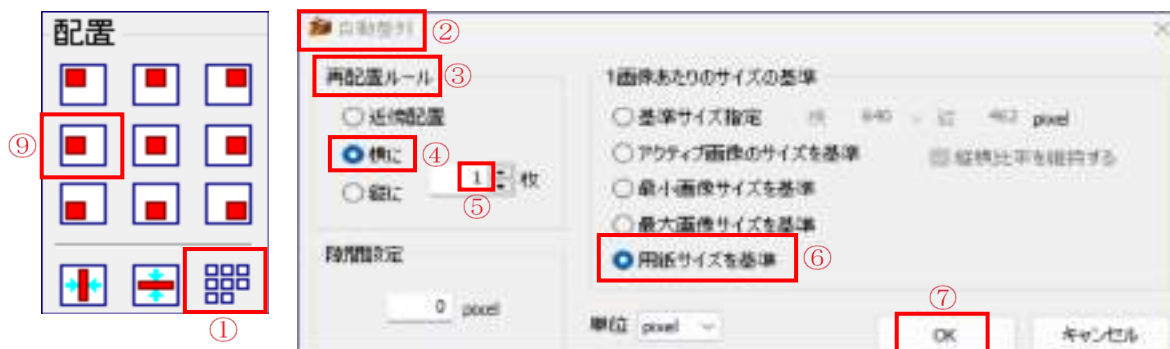 配置
⑨
①
自動整列 ②
再配置ルール ③
近傍配置
横に ④
1 枚
⑤
縦に
隙間設定
0 pixel
1画像あたりのサイズの基準
基準サイズ指定 横 640 縦 pixel
アクティブ画像のサイズを基準 縦横比率を維持する
最小画像サイズを基準
最大画像サイズを基準
用紙サイズを基準 ⑥
単位 pixel
⑦
OK キャンセル